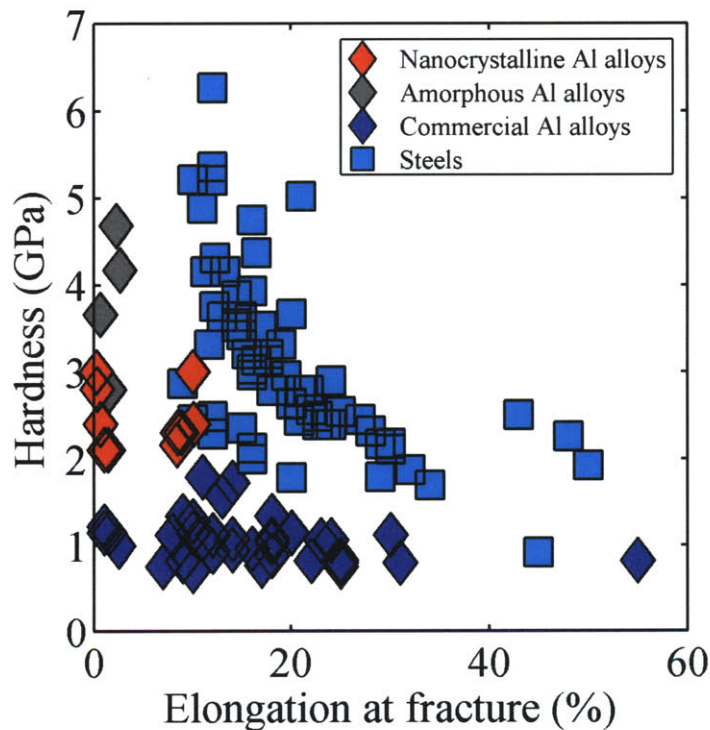 7
6
5
4
3
2
1
0
Hardness (GPa)
Nanocrystalline Al alloys
Amorphous Al alloys
Commercial Al alloys
Steels
0 20 40 60
Elongation at fracture (%)